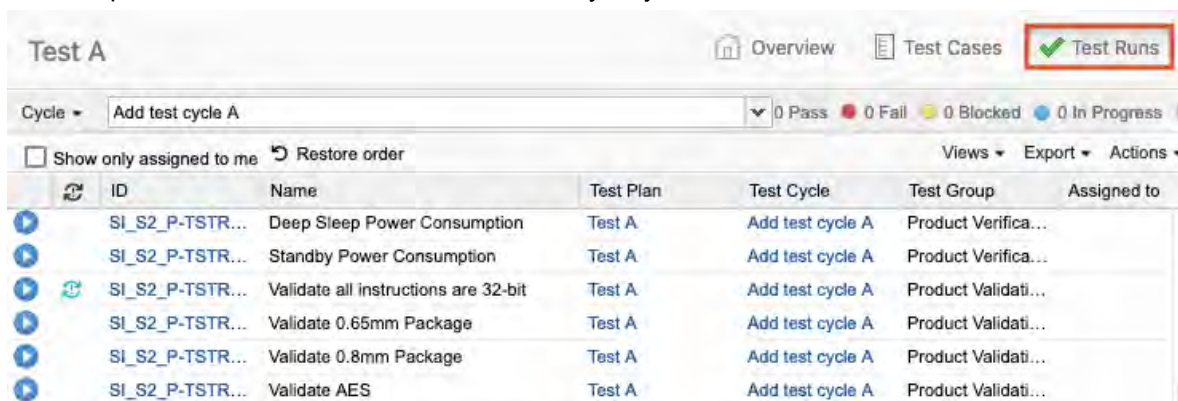 Test A Overview Test Cases Test Runs
Cycle Add test cycle A 0 Pass 0 Fail 0 Blocked 0 In Progress
Show only assigned to me Restore order Views Export Actions
ID Name Test Plan Test Cycle Test Group Assigned to
SI_S2_P-TSTR... Deep Sleep Power Consumption Test A Add test cycle A Product Verifica...
SI_S2_P-TSTR... Standby Power Consumption Test A Add test cycle A Product Verifica...
SI_S2_P-TSTR... Validate all instructions are 32-bit Test A Add test cycle A Product Validati...
SI_S2_P-TSTR... Validate 0.65mm Package Test A Add test cycle A Product Validati...
SI_S2_P-TSTR... Validate 0.8mm Package Test A Add test cycle A Product Validati...
SI_S2_P-TSTR... Validate AES Test A Add test cycle A Product Validati...